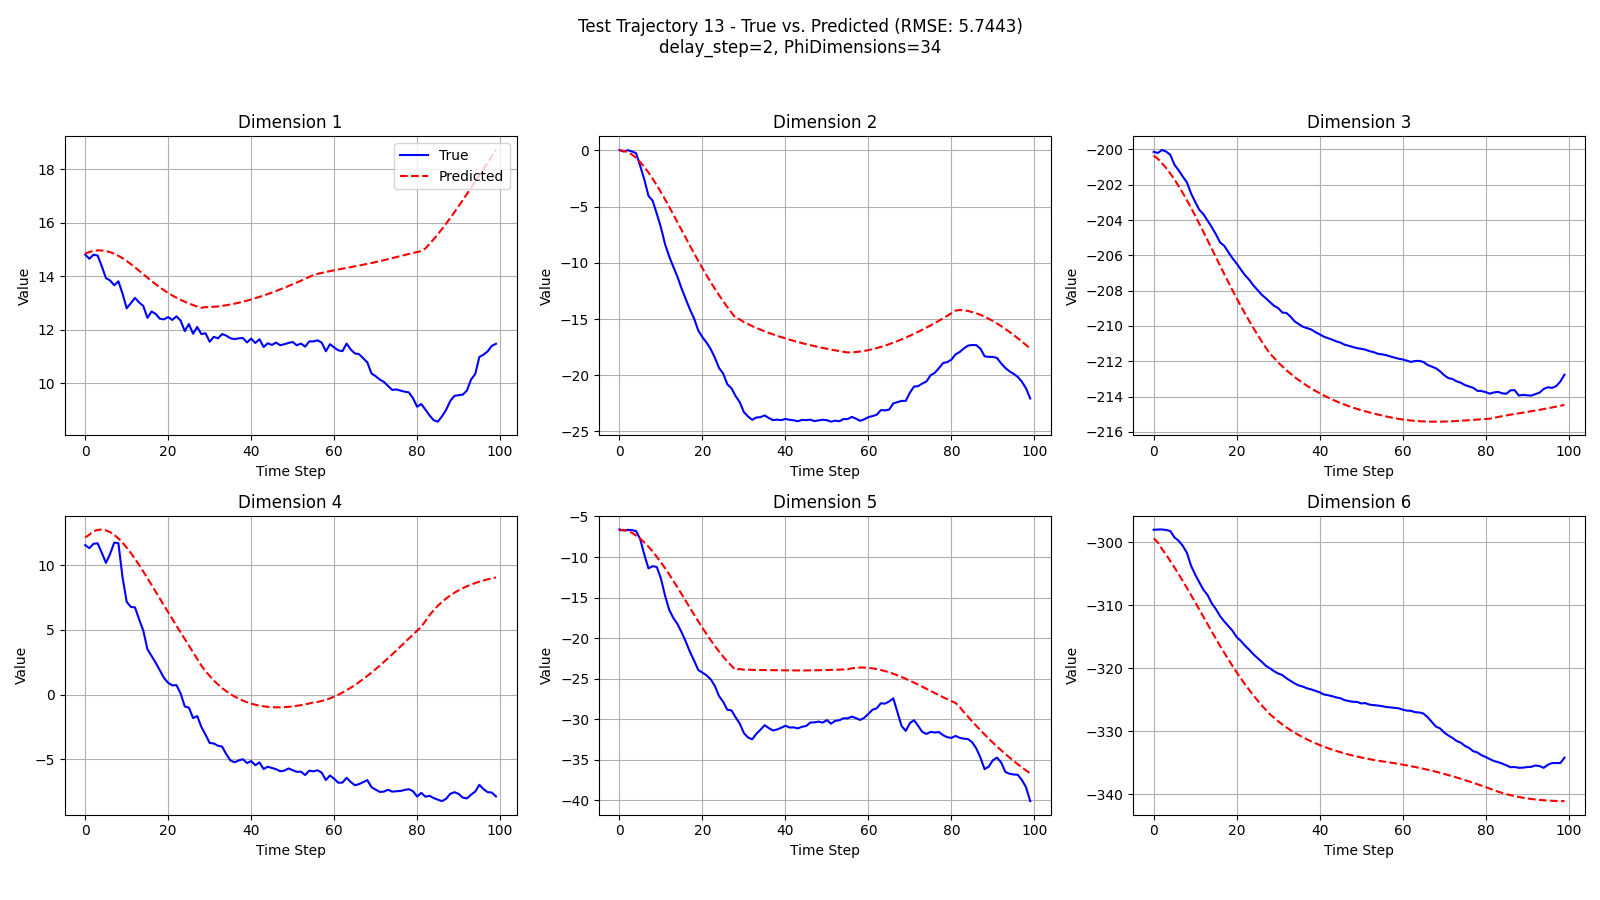 Test Trajectory 13 - True vs. Predicted (RMSE: 5.7443)
delay_step=2, PhiDimensions=34
Dimension 1
True
Predicted
Value
18
16
14
12
10
0 20 40 60 80 100
Time Step
Dimension 2
Value
0
−5
−10
−15
−20
−25
0 20 40 60 80 100
Time Step
Dimension 3
Value
−200
−202
−204
−206
−208
−210
−212
−214
−216
0 20 40 60 80 100
Time Step
Dimension 4
Value
10
5
0
−5
0 20 40 60 80 100
Time Step
Dimension 5
Value
−5
−10
−15
−20
−25
−30
−35
−40
0 20 40 60 80 100
Time Step
Dimension 6
Value
−300
−310
−320
−330
−340
0 20 40 60 80 100
Time Step